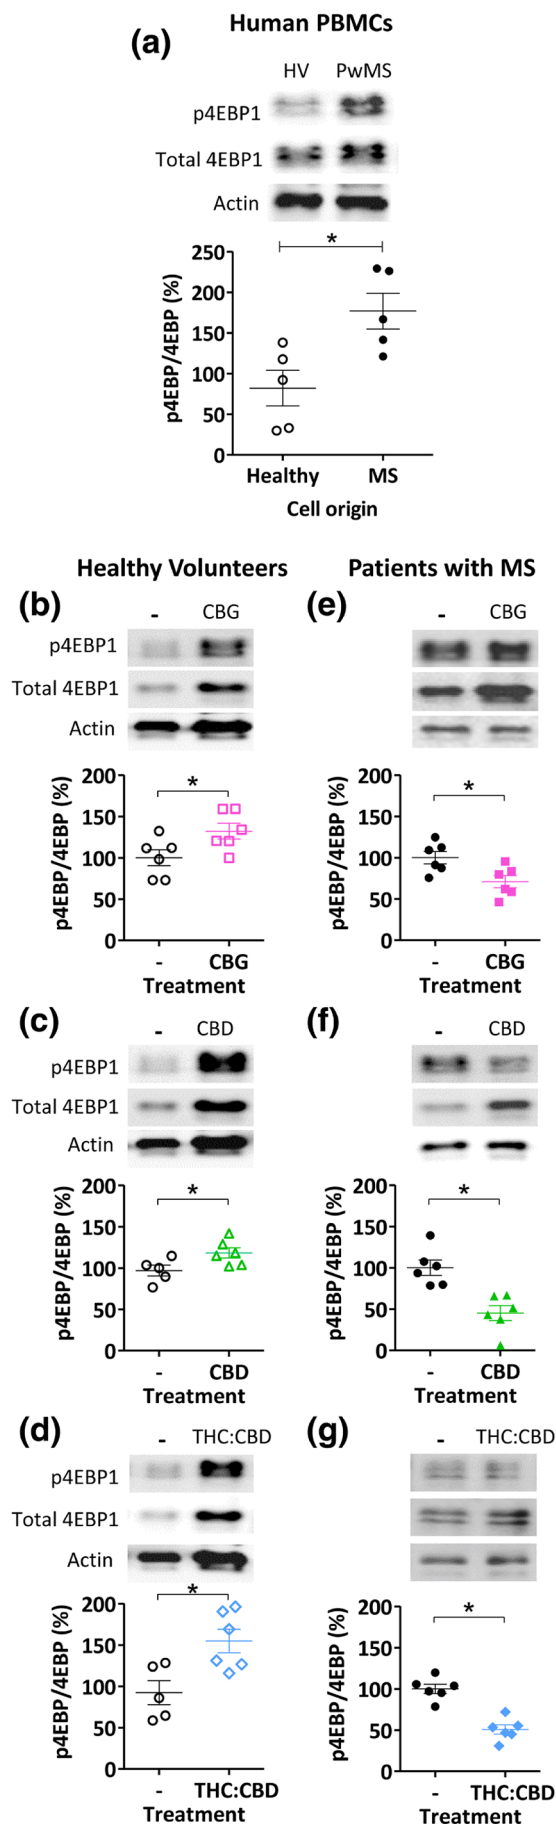 Human PBMCs
(a)
HV PwMS
p4EBP1
Total 4EBP1
Actin
*
p4EBP/4EBP (%)
250
200
150
100
50
0
Healthy MS
Cell origin
Healthy Volunteers Patients with MS
(b) - CBG
p4EBP1
Total 4EBP1
Actin
*
p4EBP/4EBP (%)
200
150
100
50
0
- CBG
Treatment
(e) - CBG
*
p4EBP/4EBP (%)
200
150
100
50
0
- CBG
Treatment
(c) - CBD
p4EBP1
Total 4EBP1
Actin
*
p4EBP/4EBP (%)
200
150
100
50
0
- CBD
Treatment
(f) - CBD
*
p4EBP/4EBP (%)
200
150
100
50
0
- CBD
Treatment
(d) - THC:CBD
p4EBP1
Total 4EBP1
Actin
*
p4EBP/4EBP (%)
200
150
100
50
0
- THC:CBD
Treatment
(g) - THC:CBD
*
p4EBP/4EBP (%)
200
150
100
50
0
- THC:CBD
Treatment